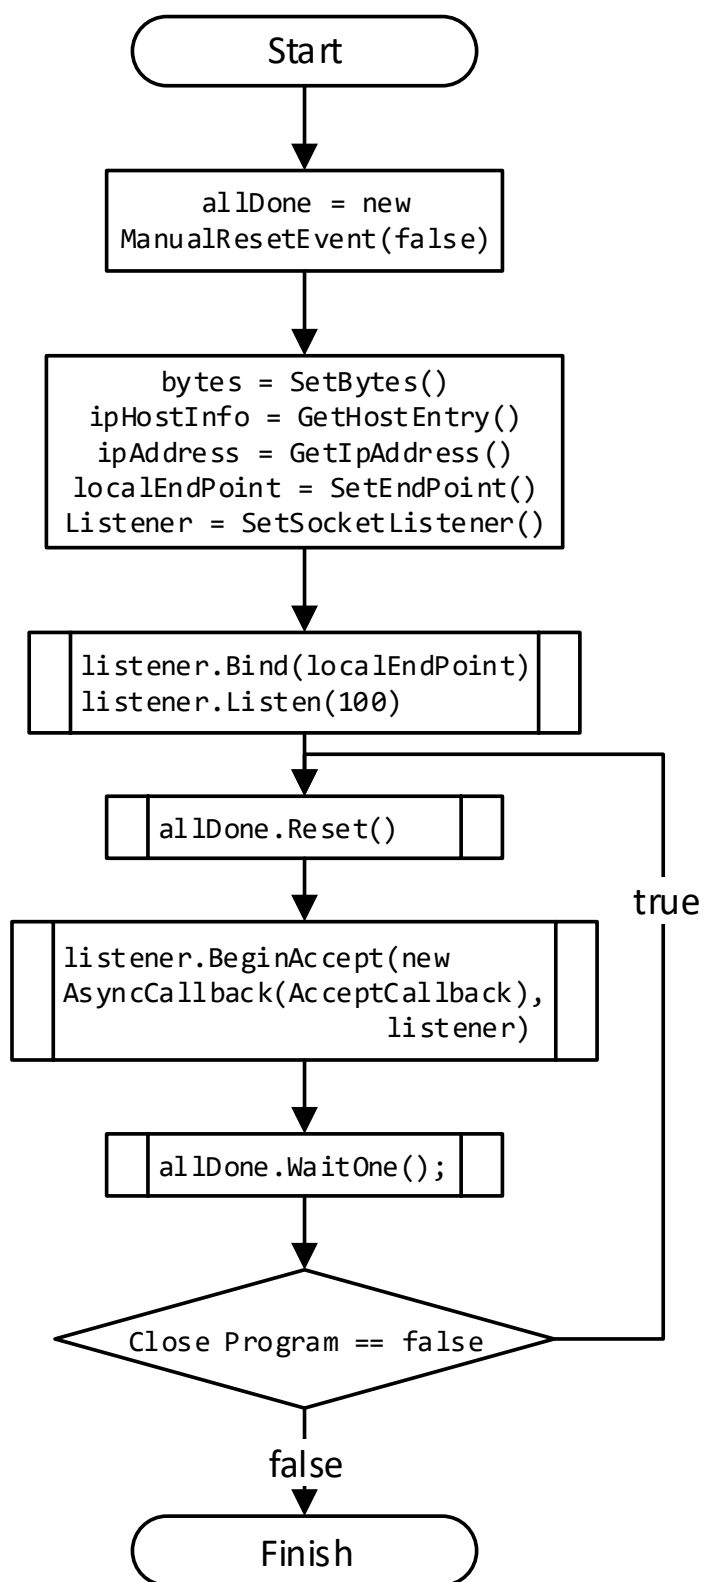 Start
allDone = new
ManualResetEvent(false)
bytes = SetBytes()
ipHostInfo = GetHostEntry()
ipAddress = GetIpAddress()
localEndPoint = SetEndPoint()
Listener = SetSocketListener()
listener.Bind(localEndPoint)
listener.Listen(100)
allDone.Reset()
true
listener.BeginAccept(new
AsyncCallback(AcceptCallback),
listener)
allDone.WaitOne();
Close Program == false
false
Finish